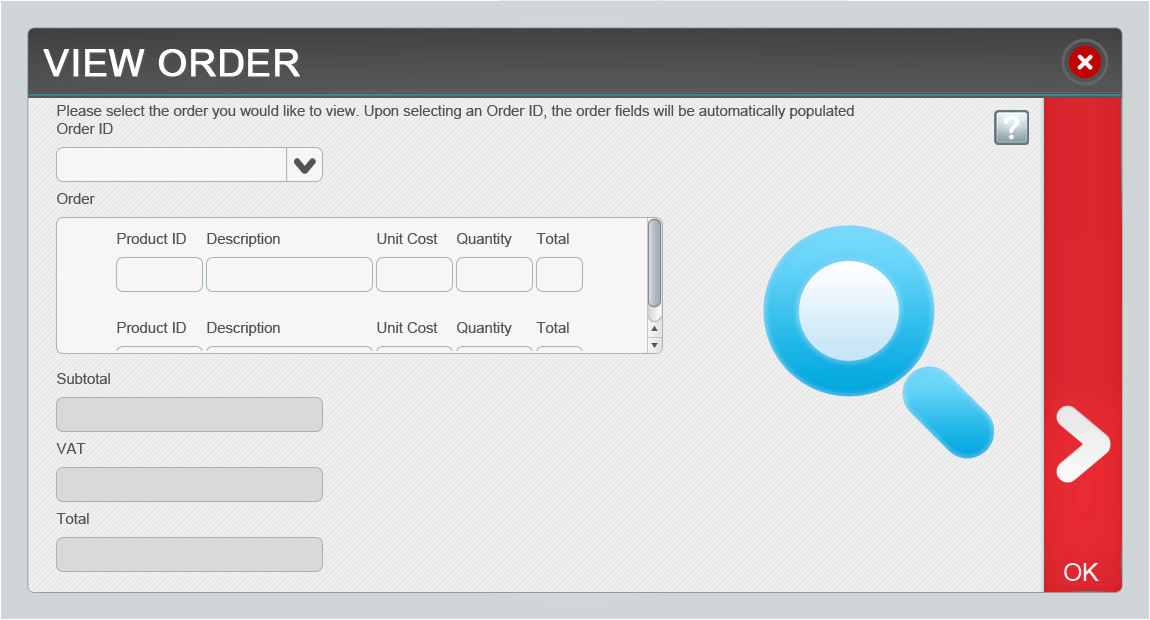 VIEW ORDER
Please select the order you would like to view. Upon selecting an Order ID, the order fields will be automatically populated
Order ID
?
Order
Product ID Description Unit Cost Quantity Total
Product ID Description Unit Cost Quantity Total
Subtotal
VAT
Total
OK